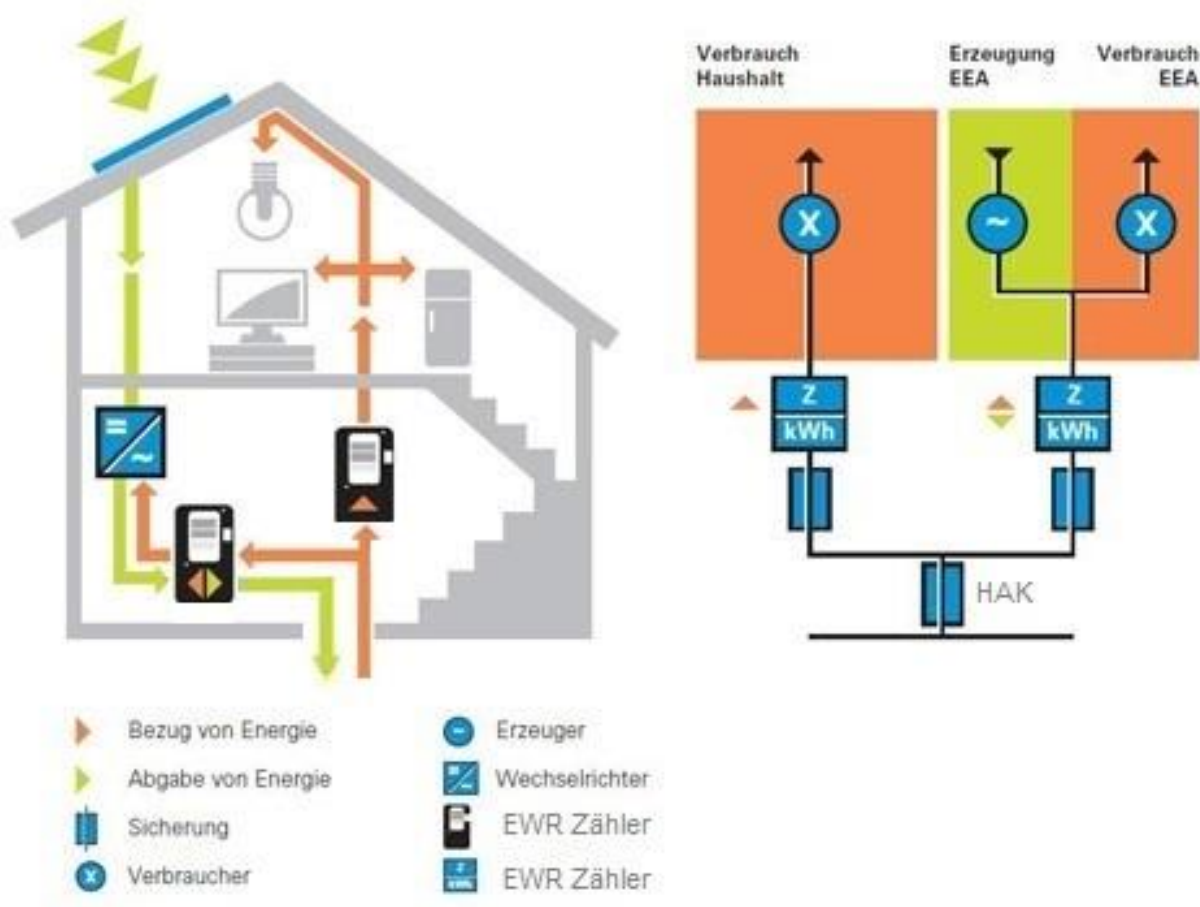 Verbrauch
Haushalt
Erzeugung
EEA
Verbrauch
EEA
X
~
X
Z
kWh
Z
kWh
HAK
=
~
Bezug von Energie
Abgabe von Energie
Sicherung
X Verbraucher
~ Erzeuger
Wechselrichter
EWR Zähler
Z
kWh
EWR Zähler